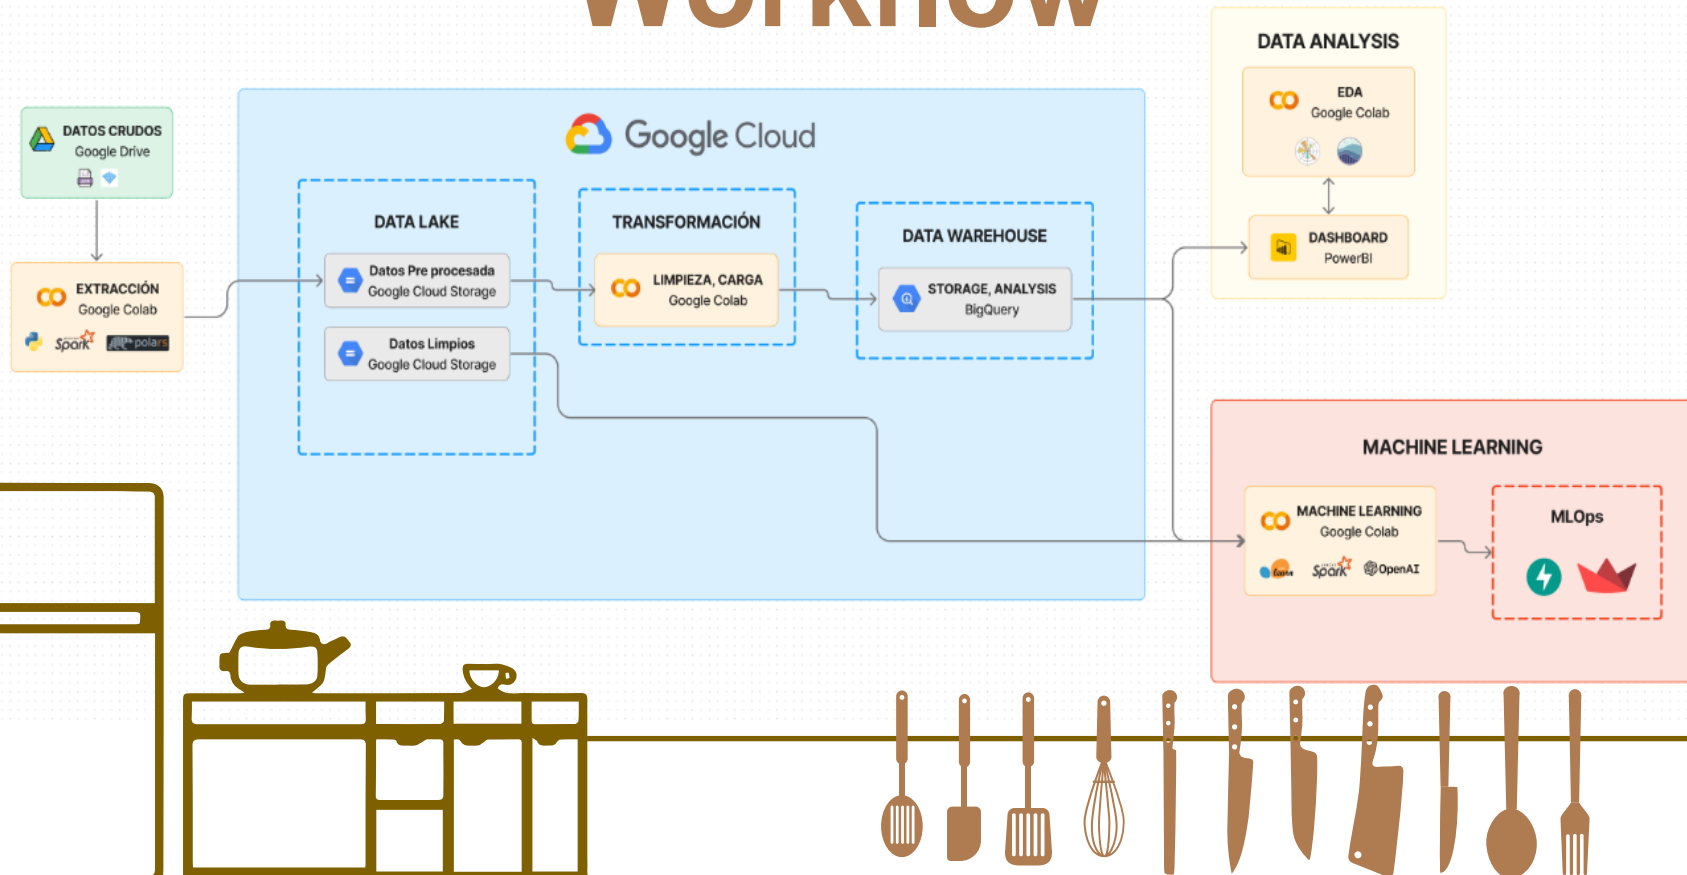 Workflow
DATOS CRUDOS
Google Drive
EXTRACCIÓN
Google Colab
Spark
polars
Google Cloud
DATA LAKE
Datos Pre procesada
Google Cloud Storage
Datos Limpios
Google Cloud Storage
TRANSFORMACIÓN
LIMPIEZA, CARGA
Google Colab
DATA WAREHOUSE
STORAGE, ANALYSIS
BigQuery
DATA ANALYSIS
EDA
Google Colab
DASHBOARD
PowerBI
MACHINE LEARNING
MACHINE LEARNING
Google Colab
learn
Spark
OpenAI
MLOps